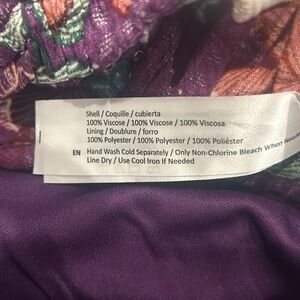 Shell / Coquille / cubierta
100% Viscose / 100% Viscose / 100% Viscosa
Lining / Doublure / forro
100% Polyester / 100% Polyester / 100% Poliéster
EN Hand Wash Cold Separately / Only Non-Chlorine Bleach When
Line Dry / Use Cool Iron If Needed